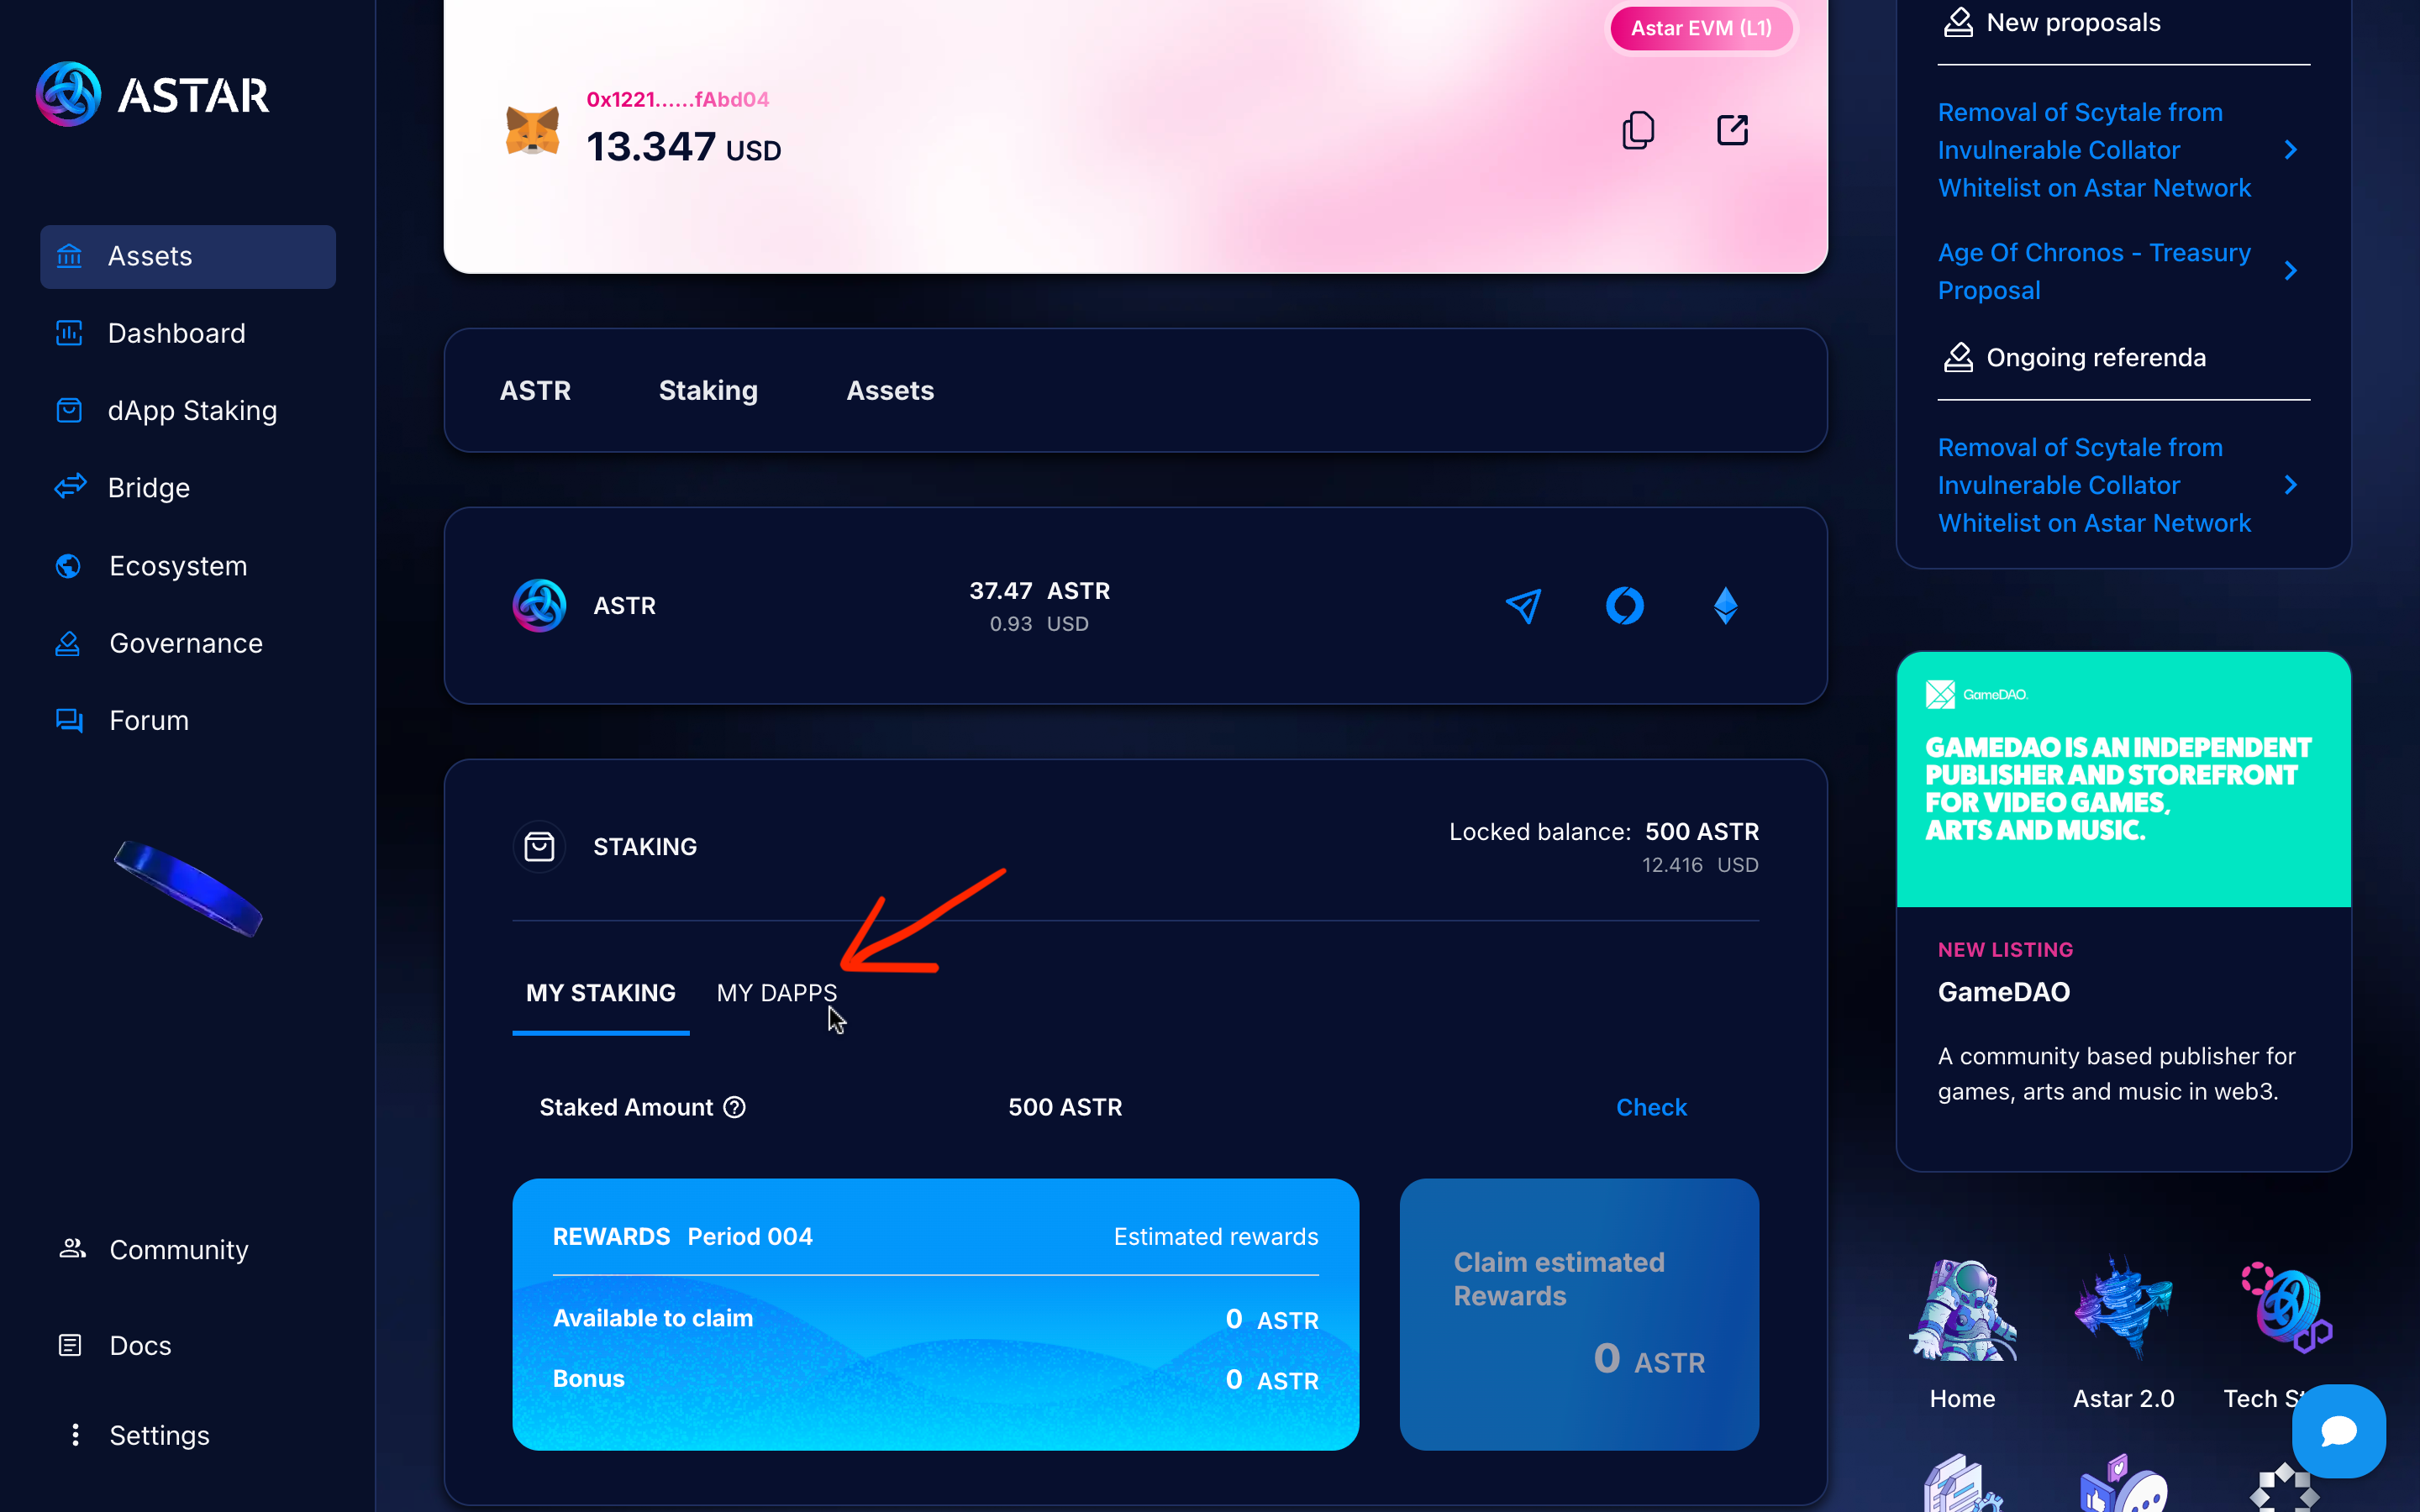 ASTAR
Assets
Dashboard
dApp Staking
Bridge
Ecosystem
Governance
Forum
Community
Docs
Settings
Astar EVM (L1)
0x1221......fAbd04
13.347 USD
ASTR Staking Assets
ASTR
37.47 ASTR
0.93 USD
STAKING
Locked balance: 500 ASTR
12.416 USD
MY STAKING MY DAPPS
Staked Amount 500 ASTR Check
REWARDS Period 004 Estimated rewards
Available to claim 0 ASTR
Bonus 0 ASTR
Claim estimated
Rewards
0 ASTR
New proposals
Removal of Scytale from
Invulnerable Collator
Whitelist on Astar Network
Age Of Chronos - Treasury
Proposal
Ongoing referenda
Removal of Scytale from
Invulnerable Collator
Whitelist on Astar Network
GameDAO.
GAMEDAO IS AN INDEPENDENT
PUBLISHER AND STOREFRONT
FOR VIDEO GAMES,
ARTS AND MUSIC.
NEW LISTING
GameDAO
A community based publisher for
games, arts and music in web3.
Home Astar 2.0 Tech